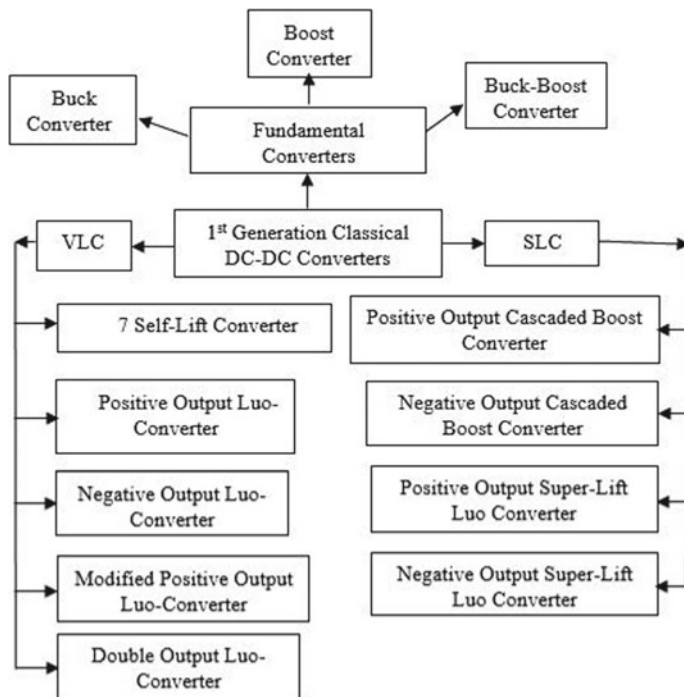 Boost
Converter
Buck
Converter
Buck-Boost
Converter
Fundamental
Converters
VLC
1st Generation Classical
DC-DC Converters
SLC
7 Self-Lift Converter
Positive Output Luo-
Converter
Negative Output Luo-
Converter
Modified Positive Output
Luo-Converter
Double Output Luo-
Converter
Positive Output Cascaded Boost
Converter
Negative Output Cascaded
Boost Converter
Positive Output Super-Lift
Luo Converter
Negative Output Super-Lift
Luo Converter